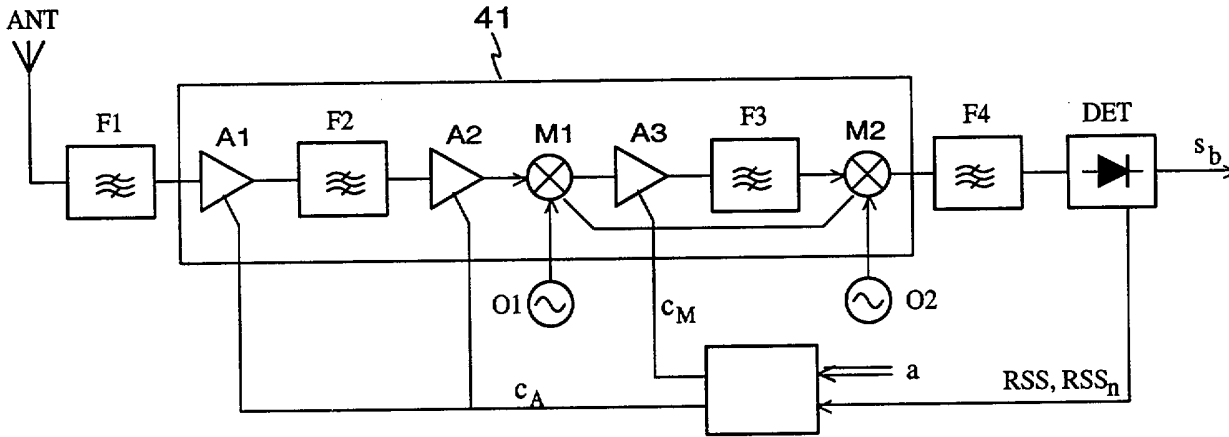 ANT
41
F1
A1
F2
A2
M1
A3
F3
M2
F4
DET
s_b
O1
c_M
O2
a
c_A
RSS, RSS_n